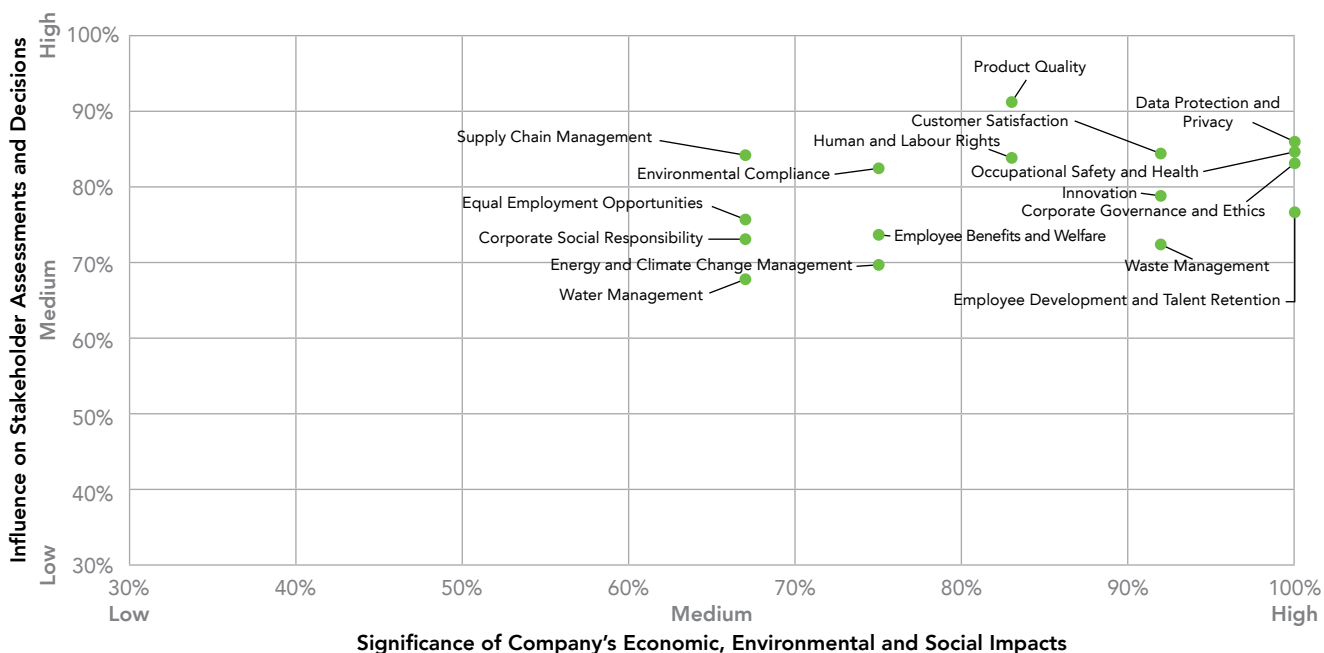 Influence on Stakeholder Assessments and Decisions
High
Medium
Low
100%
90%
80%
70%
60%
50%
40%
30%
Product Quality
Data Protection and
Privacy
Customer Satisfaction
Supply Chain Management
Human and Labour Rights
Environmental Compliance
Occupational Safety and Health
Innovation
Equal Employment Opportunities
Corporate Governance and Ethics
Corporate Social Responsibility
Employee Benefits and Welfare
Energy and Climate Change Management
Waste Management
Water Management
Employee Development and Talent Retention
30%
40%
50%
60%
70%
80%
90%
100%
Low
Medium
High
Significance of Company’s Economic, Environmental and Social Impacts